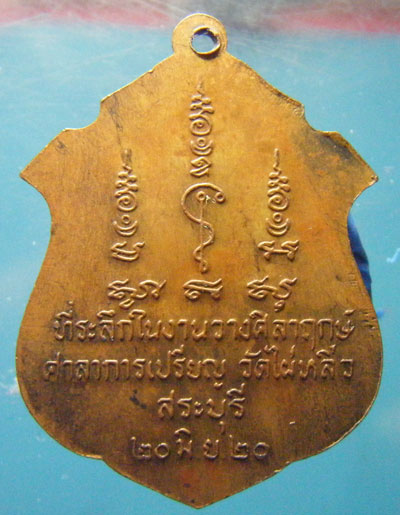 ที่ระลึกในงานวางศิลาฤกษ์
ศาลาการเปรียญ วัดไผ่หลิ่ว
สระบุรี
๒๐ มิ ย ๒๐